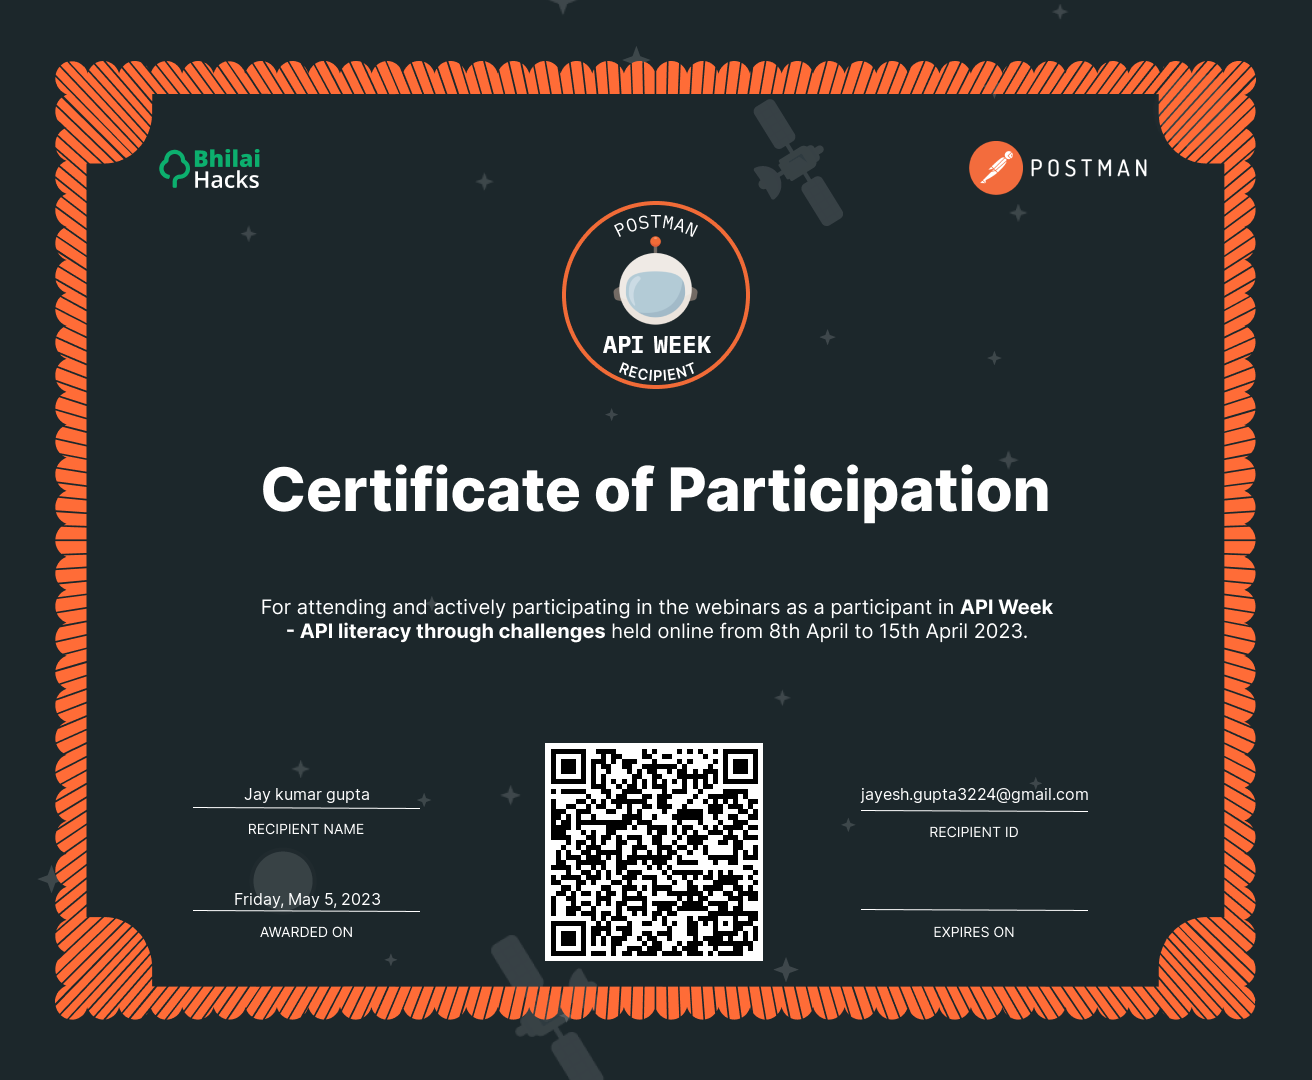 Bhilai
Hacks
POSTMAN
POSTMAN
API WEEK
RECIPIENT
Certificate of Participation
For attending and actively participating in the webinars as a participant in API Week
- API literacy through challenges held online from 8th April to 15th April 2023.
Jay kumar gupta
RECIPIENT NAME
jayesh.gupta3224@gmail.com
RECIPIENT ID
Friday, May 5, 2023
AWARDED ON
EXPIRES ON